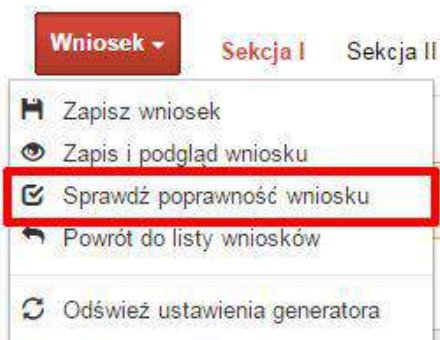 Wniosek Sekcja I Sekcja II
Zapisz wniosek
Zapis i podgląd wniosku
Sprawdź poprawność wniosku
Powrót do listy wniosków
Odśwież ustawienia generatora